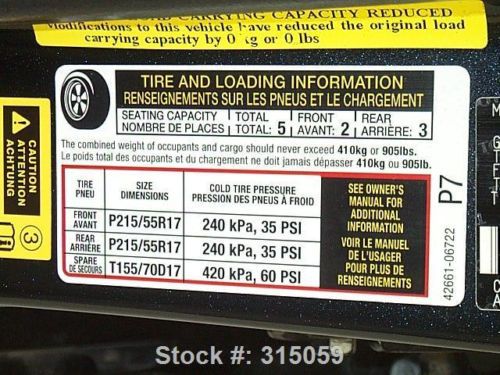 LOAD CARRYING CAPACITY REDUCED
Modifications to this vehicle have reduced the original load
carrying capacity by 0 kg or 0 lbs
TIRE AND LOADING INFORMATION
RENSEIGNEMENTS SUR LES PNEUS ET LE CHARGEMENT
SEATING CAPACITY TOTAL FRONT REAR
NOMBRE DE PLACES TOTAL: 5 AVANT: 2 ARRIÈRE: 3
The combined weight of occupants and cargo should never exceed 410kg or 905lbs.
Le poids total des occupants et du chargement ne doit jamais dépasser 410kg ou 905lb.
TIRE SIZE COLD TIRE PRESSURE
PNEU DIMENSIONS PRESSION DES PNEUS À FROID
FRONT
AVANT P215/55R17 240 kPa, 35 PSI
REAR
ARRIÈRE P215/55R17 240 kPa, 35 PSI
SPARE
DE SECOURS T155/70D17 420 kPa, 60 PSI
SEE OWNER'S
MANUAL FOR
ADDITIONAL
INFORMATION
VOIR LE MANUEL
DE L'USAGER
POUR PLUS DE
RENSEIGNEMENTS
P7
42661-06722
CAUTION
ATTENTION
ACHTUNG
3
Stock #: 315059